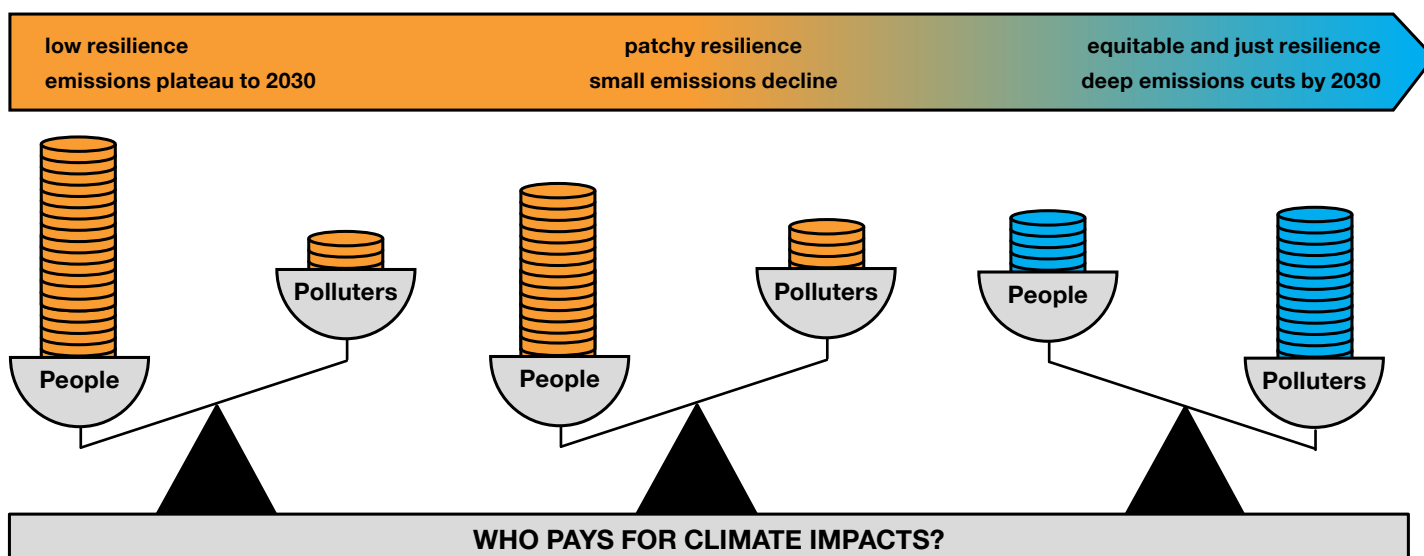 low resilience
emissions plateau to 2030
patchy resilience
small emissions decline
equitable and just resilience
deep emissions cuts by 2030
People
Polluters
People
Polluters
People
Polluters
WHO PAYS FOR CLIMATE IMPACTS?